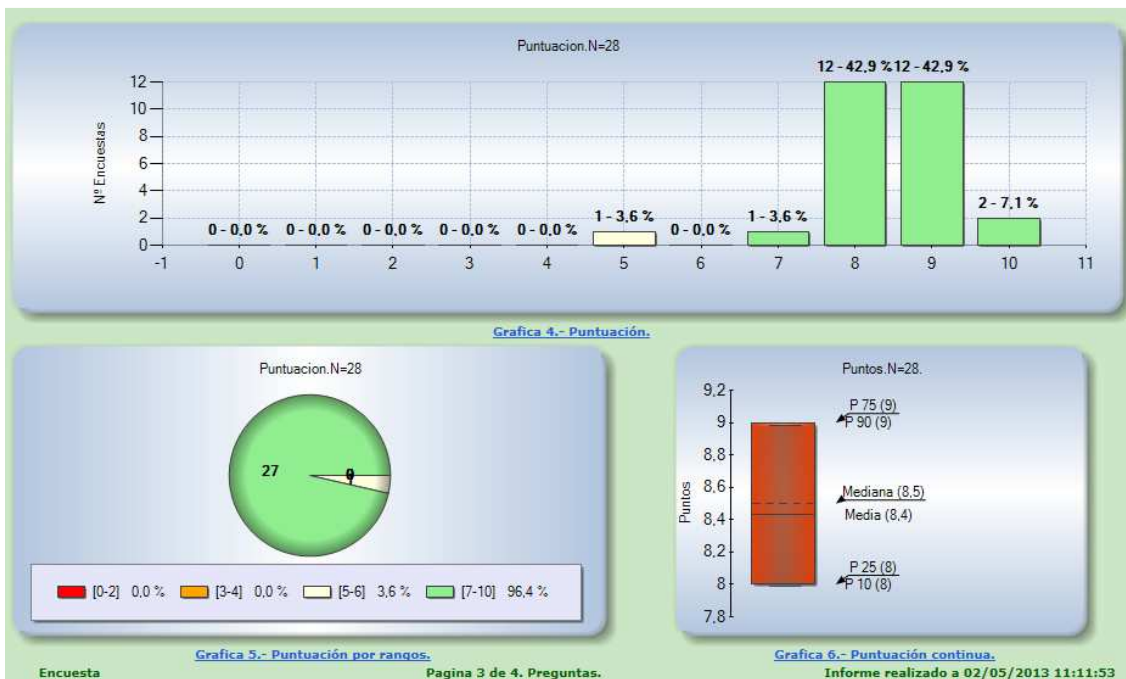 Puntuacion.N=28
12 - 42,9 % 12 - 42,9 %
12
10
8
6
4
2
0
Nº Encuestas
0 - 0,0 % 0 - 0,0 % 0 - 0,0 % 0 - 0,0 % 0 - 0,0 % 1 - 3,6 % 0 - 0,0 % 1 - 3,6 % 2 - 7,1 %
-1 0 1 2 3 4 5 6 7 8 9 10 11
Grafica 4.- Puntuación.
Puntuacion.N=28
27
[0-2] 0,0 % [3-4] 0,0 % [5-6] 3,6 % [7-10] 96,4 %
Grafica 5.- Puntuación por rangos.
Puntos.N=28.
9,2
9
8,8
8,6
8,4
8,2
8
7,8
Puntos
P 75 (9)
P 90 (9)
Mediana (8,5)
Media (8,4)
P 25 (8)
P 10 (8)
Grafica 6.- Puntuación continua.
Encuesta Pagina 3 de 4. Preguntas. Informe realizado a 02/05/2013 11:11:53